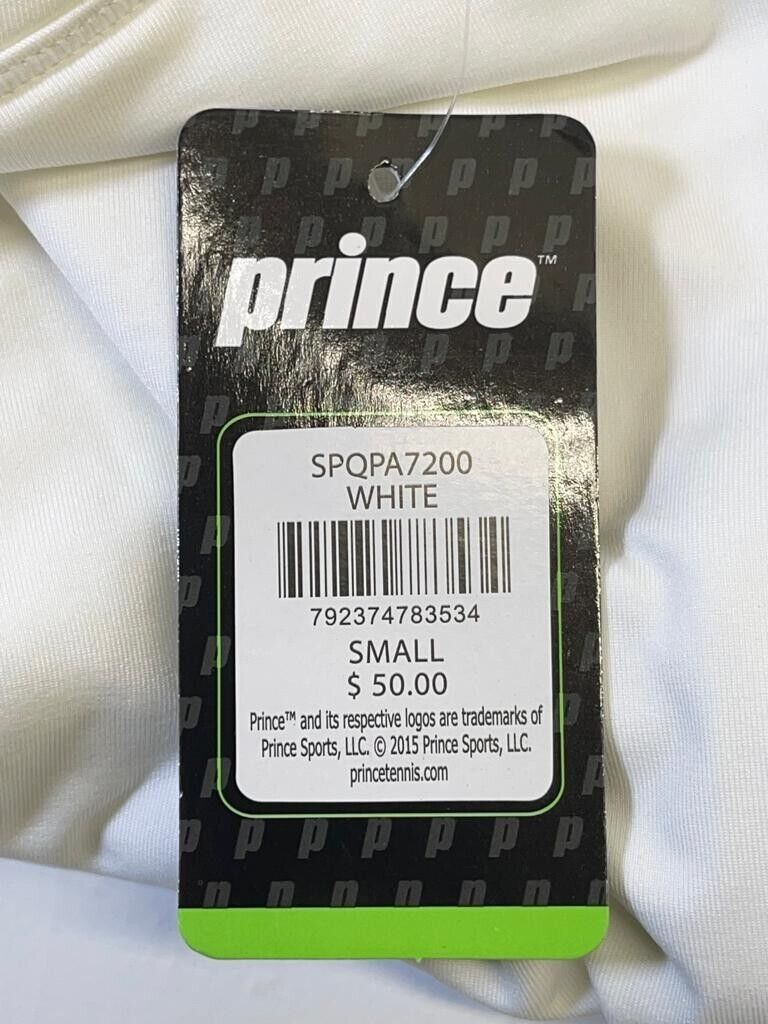 prince™
SPQPA7200
WHITE
792374783534
SMALL
$ 50.00
Prince™ and its respective logos are trademarks of
Prince Sports, LLC. © 2015 Prince Sports, LLC.
princetennis.com